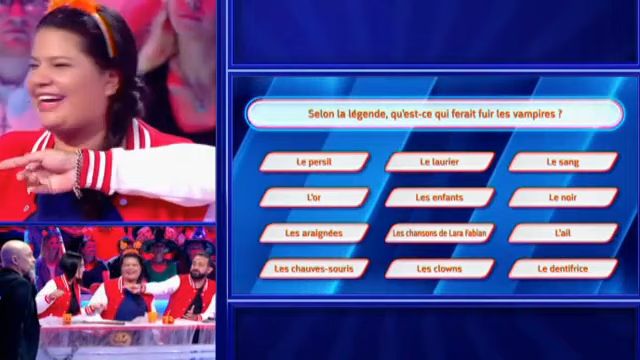 Selon la légende, qu'est-ce qui ferait fuir les vampires ?
Le persil
Le laurier
Le sang
L'or
Les enfants
Le noir
Les araignées
Les chansons de Lara Fabian
L'ail
Les chauves-souris
Les clowns
Le dentifrice